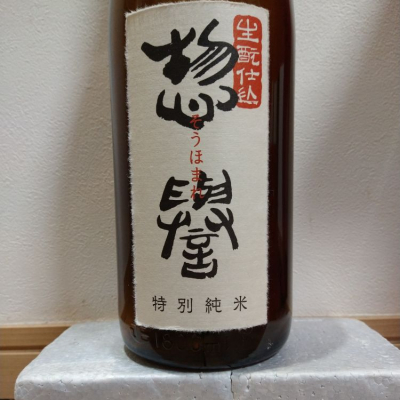 生酛仕込
惣譽
そうほまれ
特別純米